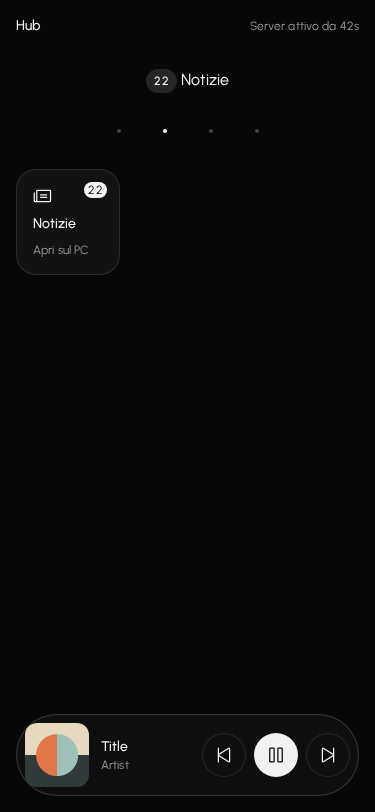 Hub
Server attivo da 42s
22 Notizie
22
Notizie
Apri sul PC
Title
Artist